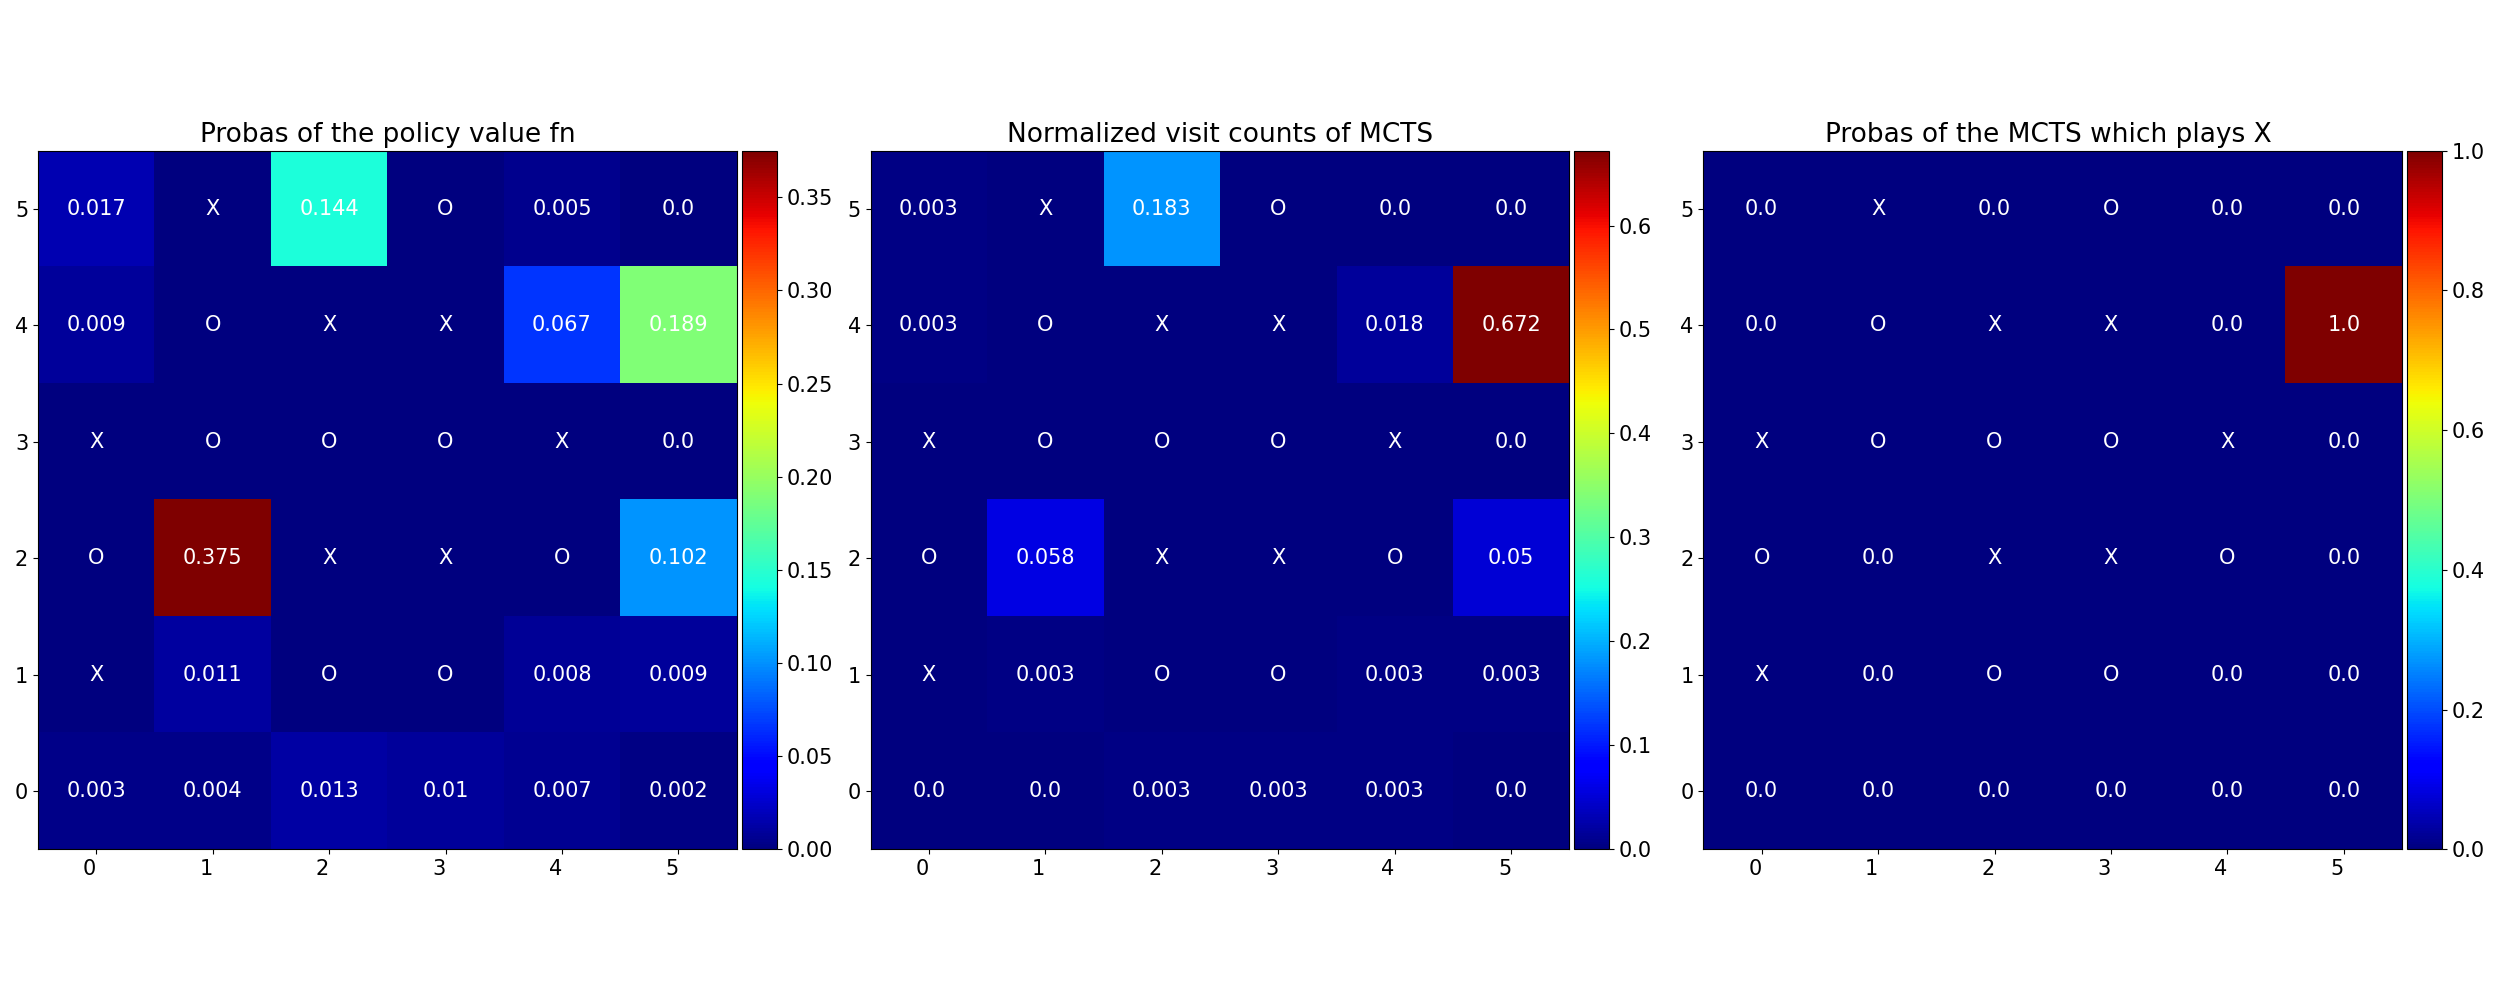 Probas of the policy value fn
5 0.017 X 0.144 O 0.005 0.0
4 0.009 O X X 0.067 0.189
3 X O O O X 0.0
2 O 0.375 X X O 0.102
1 X 0.011 O O 0.008 0.009
0 0.003 0.004 0.013 0.01 0.007 0.002
0 1 2 3 4 5
0.35
0.30
0.25
0.20
0.15
0.10
0.05
0.00
Normalized visit counts of MCTS
5 0.003 X 0.183 O 0.0 0.0
4 0.003 O X X 0.018 0.672
3 X O O O X 0.0
2 O 0.058 X X O 0.05
1 X 0.003 O O 0.003 0.003
0 0.0 0.0 0.003 0.003 0.003 0.0
0 1 2 3 4 5
0.6
0.5
0.4
0.3
0.2
0.1
0.0
Probas of the MCTS which plays X
5 0.0 X 0.0 O 0.0 0.0
4 0.0 O X X 0.0 1.0
3 X O O O X 0.0
2 O 0.0 X X O 0.0
1 X 0.0 O O 0.0 0.0
0 0.0 0.0 0.0 0.0 0.0 0.0
0 1 2 3 4 5
1.0
0.8
0.6
0.4
0.2
0.0